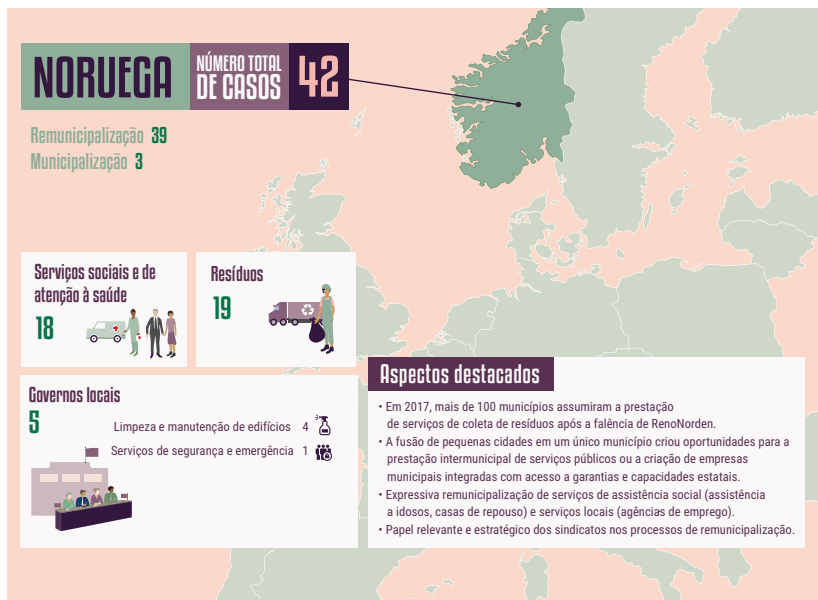 NORUEGA
NÚMERO TOTAL
DE CASOS
42
Remunicipalização 39
Municipalização 3
Serviços sociais e de
atenção à saúde
18
Resíduos
19
Governos locais
5
Limpeza e manutenção de edifícios 4
Serviços de segurança e emergência 1
Aspectos destacados
• Em 2017, mais de 100 municípios assumiram a prestação
de serviços de coleta de resíduos após a falência de RenoNorden.
• A fusão de pequenas cidades em um único município criou oportunidades para a
prestação intermunicipal de serviços públicos ou a criação de empresas
municipais integradas com acesso a garantias e capacidades estatais.
• Expressiva remunicipalização de serviços de assistência social (assistência
a idosos, casas de repouso) e serviços locais (agências de emprego).
• Papel relevante e estratégico dos sindicatos nos processos de remunicipalização.